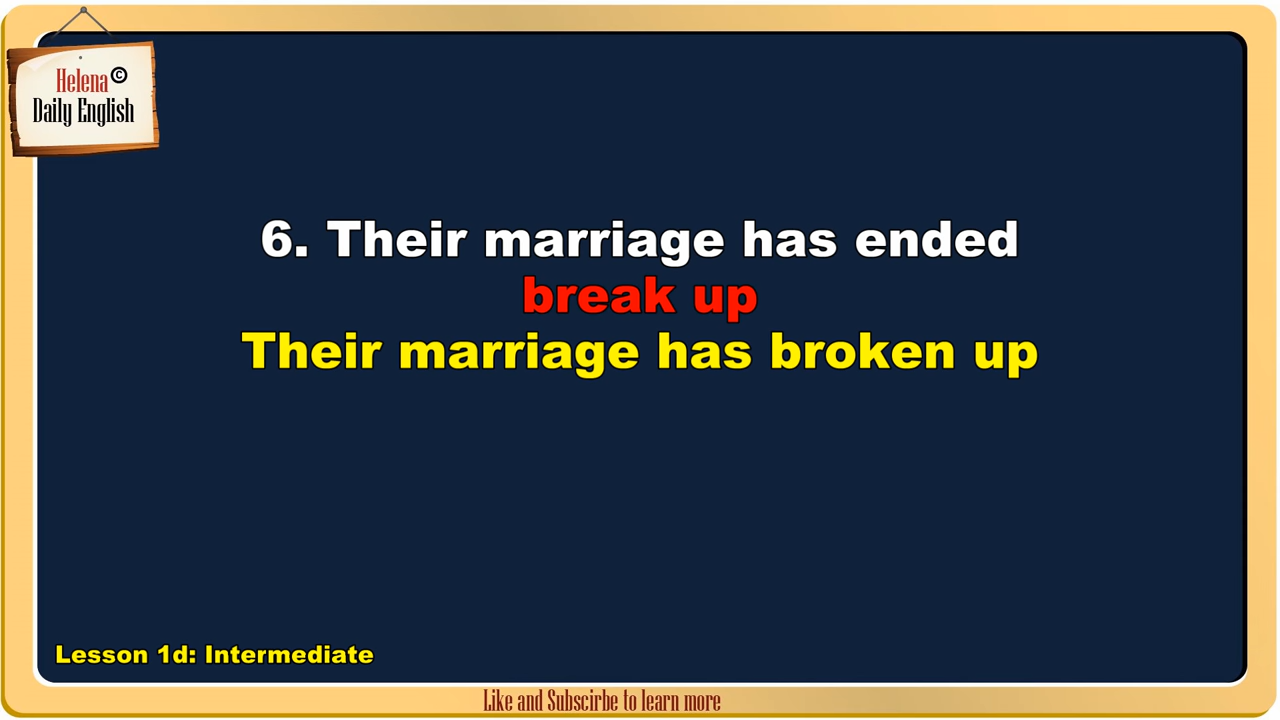 Helena ©
Daily English
6. Their marriage has ended
break up
Their marriage has broken up
Lesson 1d: Intermediate
Like and Subscirbe to learn more